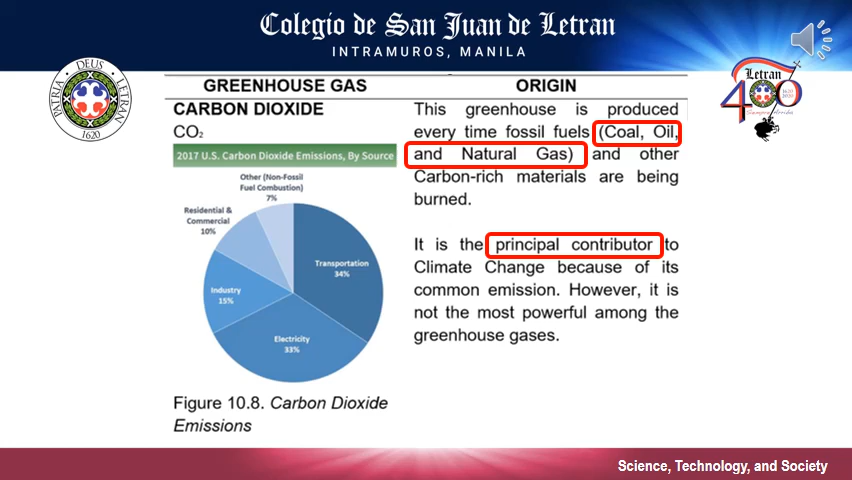 Colegio de San Juan de Letran
INTRAMUROS, MANILA
DEUS
PATRIA
LETRAN
1620
Letran
400
GREENHOUSE GAS
ORIGIN
CARBON DIOXIDE
CO₂
2017 U.S. Carbon Dioxide Emissions, By Source
Other (Non-Fossil
Fuel Combustion)
7%
Residential &
Commercial
10%
Transportation
34%
Industry
15%
Electricity
33%
Figure 10.8. Carbon Dioxide
Emissions
This greenhouse is produced
every time fossil fuels (Coal, Oil,
and Natural Gas) and other
Carbon-rich materials are being
burned.
It is the principal contributor to
Climate Change because of its
common emission. However, it is
not the most powerful among the
greenhouse gases.
Science, Technology, and Society